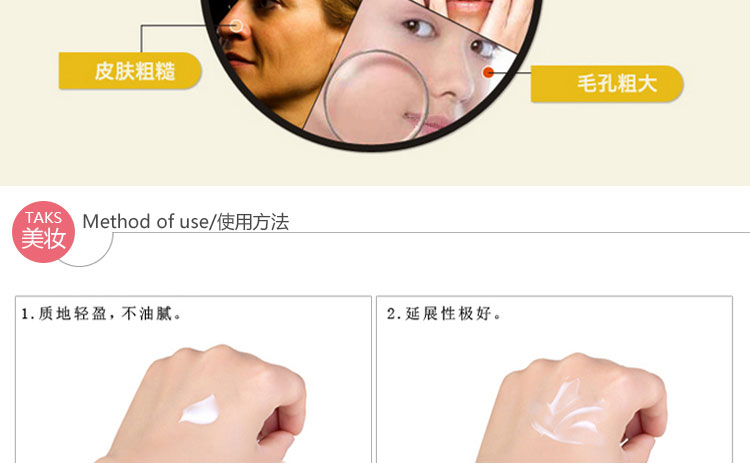 皮肤粗糙
毛孔粗大
TAKS
美妆
Method of use/使用方法
1.质地轻盈，不油腻。
2.延展性极好。